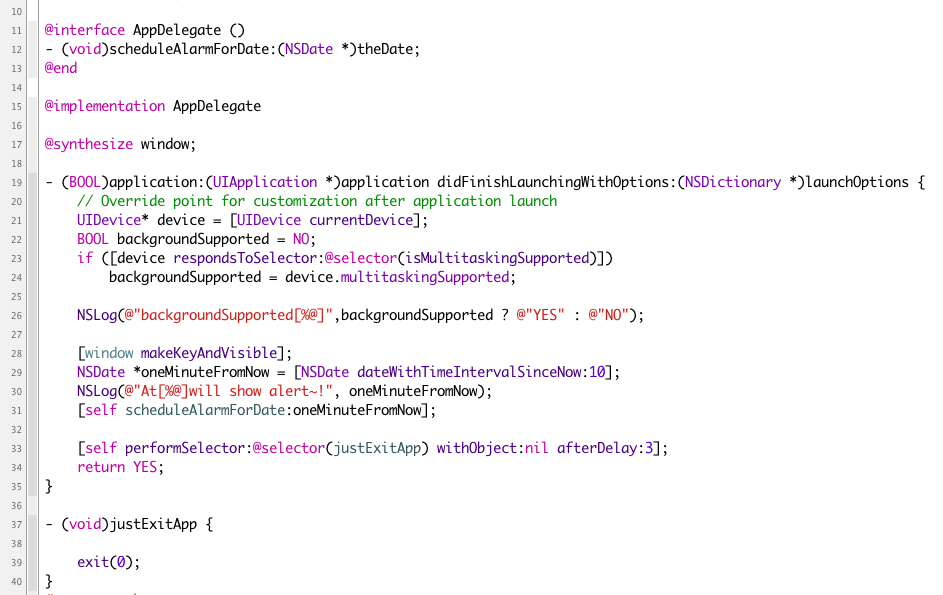 10
11 @interface AppDelegate ()
12 - (void)scheduleAlarmForDate:(NSDate *)theDate;
13 @end
14
15 @implementation AppDelegate
16
17 @synthesize window;
18
19 - (BOOL)application:(UIApplication *)application didFinishLaunchingWithOptions:(NSDictionary *)launchOptions {
20     // Override point for customization after application launch
21     UIDevice* device = [UIDevice currentDevice];
22     BOOL backgroundSupported = NO;
23     if ([device respondsToSelector:@selector(isMultitaskingSupported)])
24         backgroundSupported = device.multitaskingSupported;
25
26     NSLog(@"backgroundSupported[%@]",backgroundSupported ? @"YES" : @"NO");
27
28     [window makeKeyAndVisible];
29     NSDate *oneMinuteFromNow = [NSDate dateWithTimeIntervalSinceNow:10];
30     NSLog(@"At[%@]will show alert~!", oneMinuteFromNow);
31     [self scheduleAlarmForDate:oneMinuteFromNow];
32
33     [self performSelector:@selector(justExitApp) withObject:nil afterDelay:3];
34     return YES;
35 }
36
37 - (void)justExitApp {
38
39     exit(0);
40 }